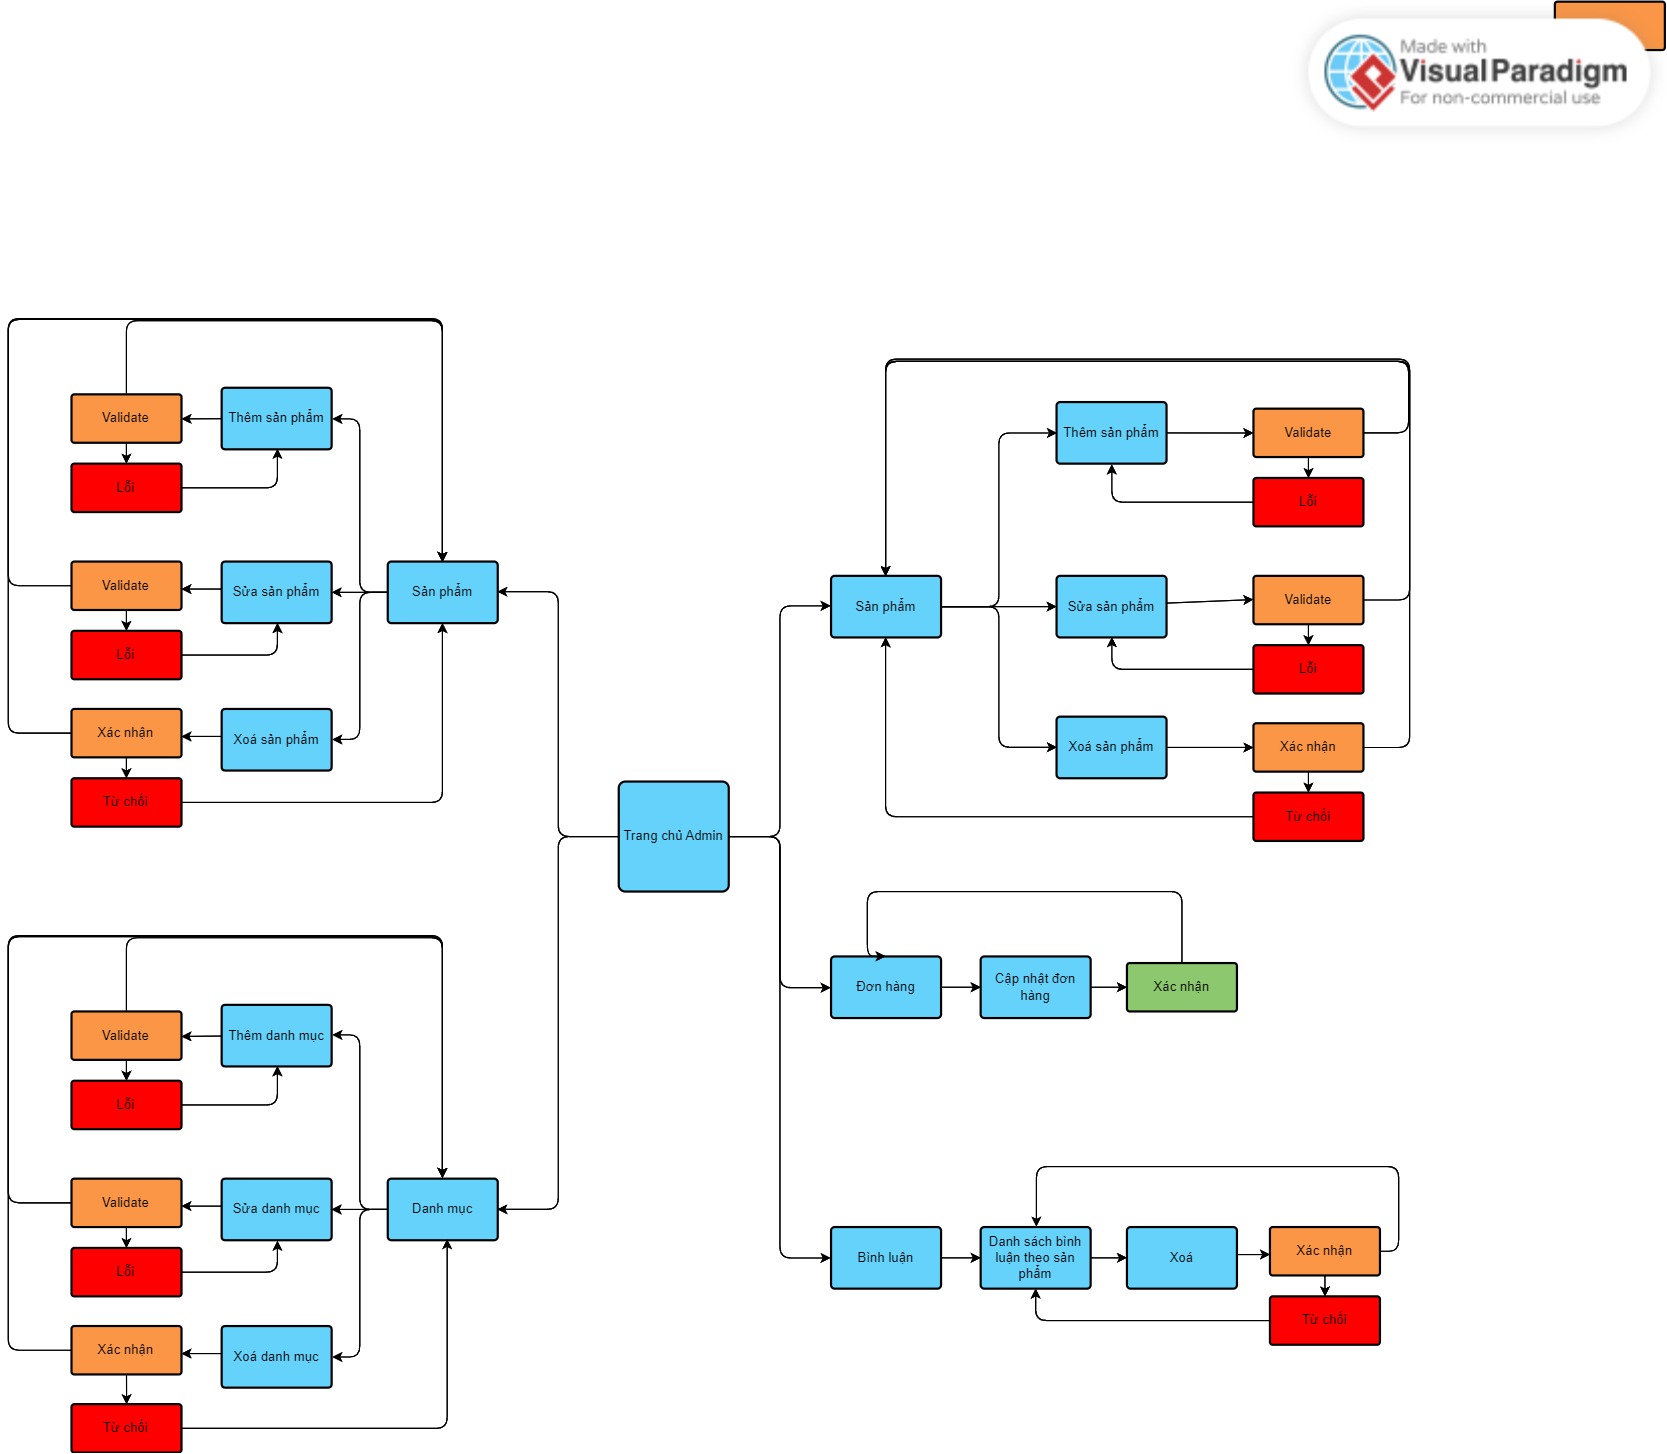 Made with
Visual Paradigm
For non-commercial use
Validate
Thêm sản phẩm
Lỗi
Validate
Sửa sản phẩm
Sản phẩm
Lỗi
Xác nhận
Xoá sản phẩm
Từ chối
Trang chủ Admin
Thêm sản phẩm
Validate
Lỗi
Sản phẩm
Sửa sản phẩm
Validate
Lỗi
Xoá sản phẩm
Xác nhận
Từ chối
Đơn hàng
Cập nhật đơn
hàng
Xác nhận
Validate
Thêm danh mục
Lỗi
Validate
Sửa danh mục
Danh mục
Lỗi
Xác nhận
Xoá danh mục
Từ chối
Bình luận
Danh sách bình
luận theo sản
phẩm
Xoá
Xác nhận
Từ chối